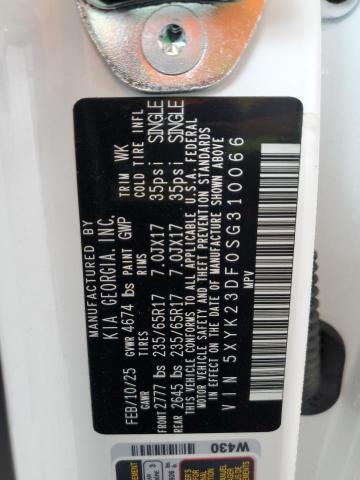 MANUFACTURED BY
KIA GEORGIA, INC.
FEB/10/25 GVWR 4674 lbs PAINT GWP TRIM WK
GAWR TIRES RIMS COLD TIRE INFL
FRONT 2777 lbs 235/65R17 7.0JX17 35psi SINGLE
REAR 2645 lbs 235/65R17 7.0JX17 35psi SINGLE
THIS VEHICLE CONFORMS TO ALL APPLICABLE U.S.A. FEDERAL
MOTOR VEHICLE SAFETY AND THEFT PREVENTION STANDARDS
IN EFFECT ON THE DATE OF MANUFACTURE SHOWN ABOVE.
VIN 5XYK23DF0SG310066
MPV
W430